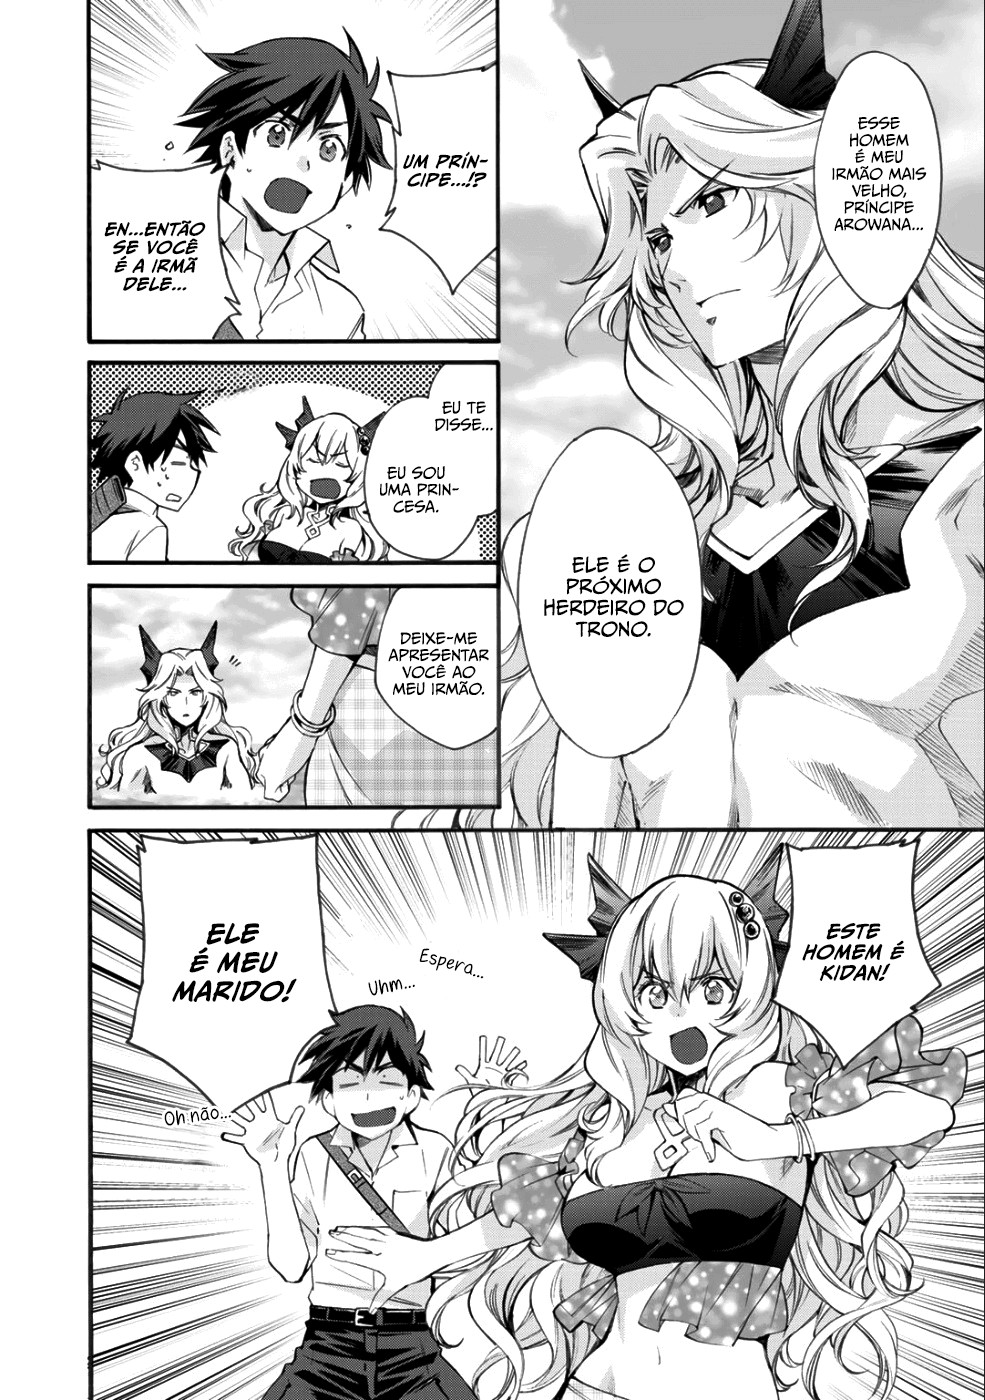 ESSE
HOMEM
É MEU
IRMÃO MAIS
VELHO,
PRÍNCIPE
AROWANA...
ELE É O
PRÓXIMO
HERDEIRO DO
TRONO.
UM PRÍN-
CIPE...!?
EN...ENTÃO
SE VOCÊ
É A IRMÃ
DELE...
EU TE
DISSE...
EU SOU
UMA PRIN-
CESA.
DEIXE-ME
APRESENTAR
VOCÊ AO
MEU IRMÃO.
ESTE
HOMEM É
KIDAN!
ELE
É MEU
MARIDO!
Espera...
Uhm...
Oh não...